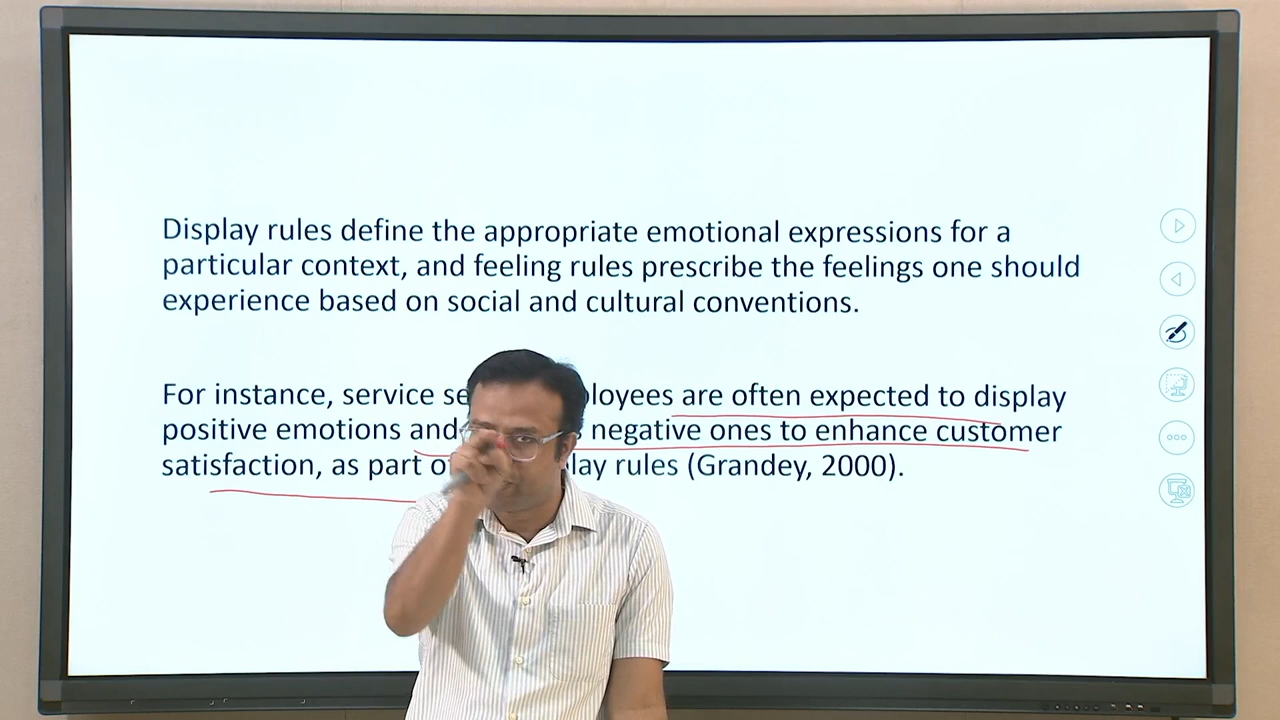 Display rules define the appropriate emotional expressions for a
particular context, and feeling rules prescribe the feelings one should
experience based on social and cultural conventions.
For instance, service se ployees are often expected to display
positive emotions and negative ones to enhance customer
satisfaction, as part o lay rules (Grandey, 2000).